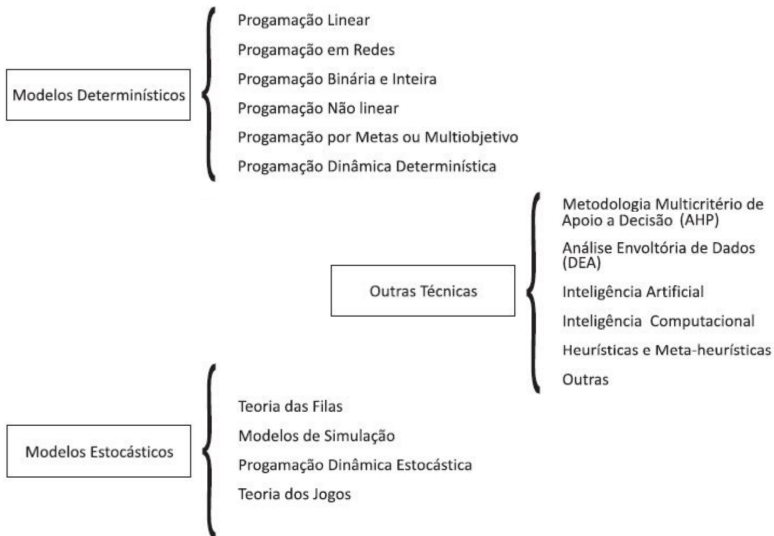 Modelos Determinísticos
Progamação Linear
Progamação em Redes
Progamação Binária e Inteira
Progamação Não linear
Progamação por Metas ou Multiobjetivo
Progamação Dinâmica Determinística
Outras Técnicas
Metodologia Multicritério de
Apoio a Decisão (AHP)
Análise Envoltória de Dados
(DEA)
Inteligência Artificial
Inteligência Computacional
Heurísticas e Meta-heurísticas
Outras
Modelos Estocásticos
Teoria das Filas
Modelos de Simulação
Progamação Dinâmica Estocástica
Teoria dos Jogos